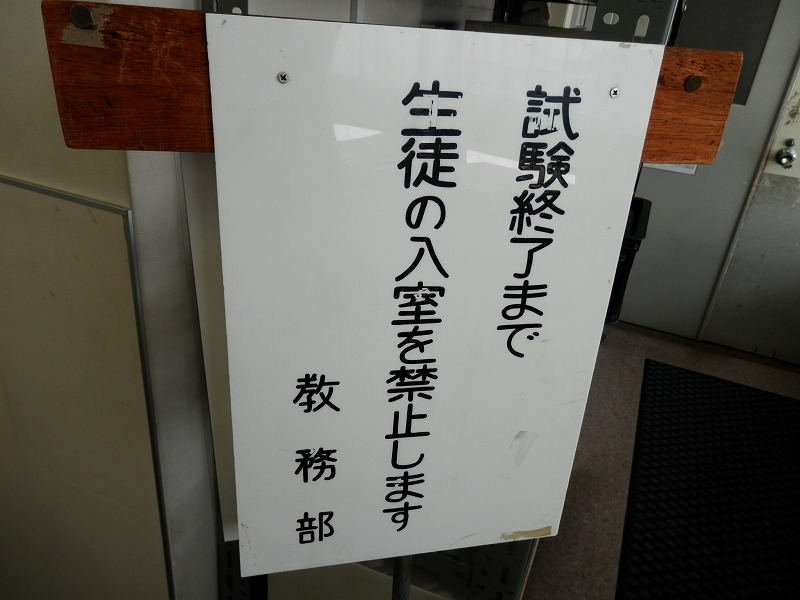 試験終了まで
生徒の入室を禁止します
教務部